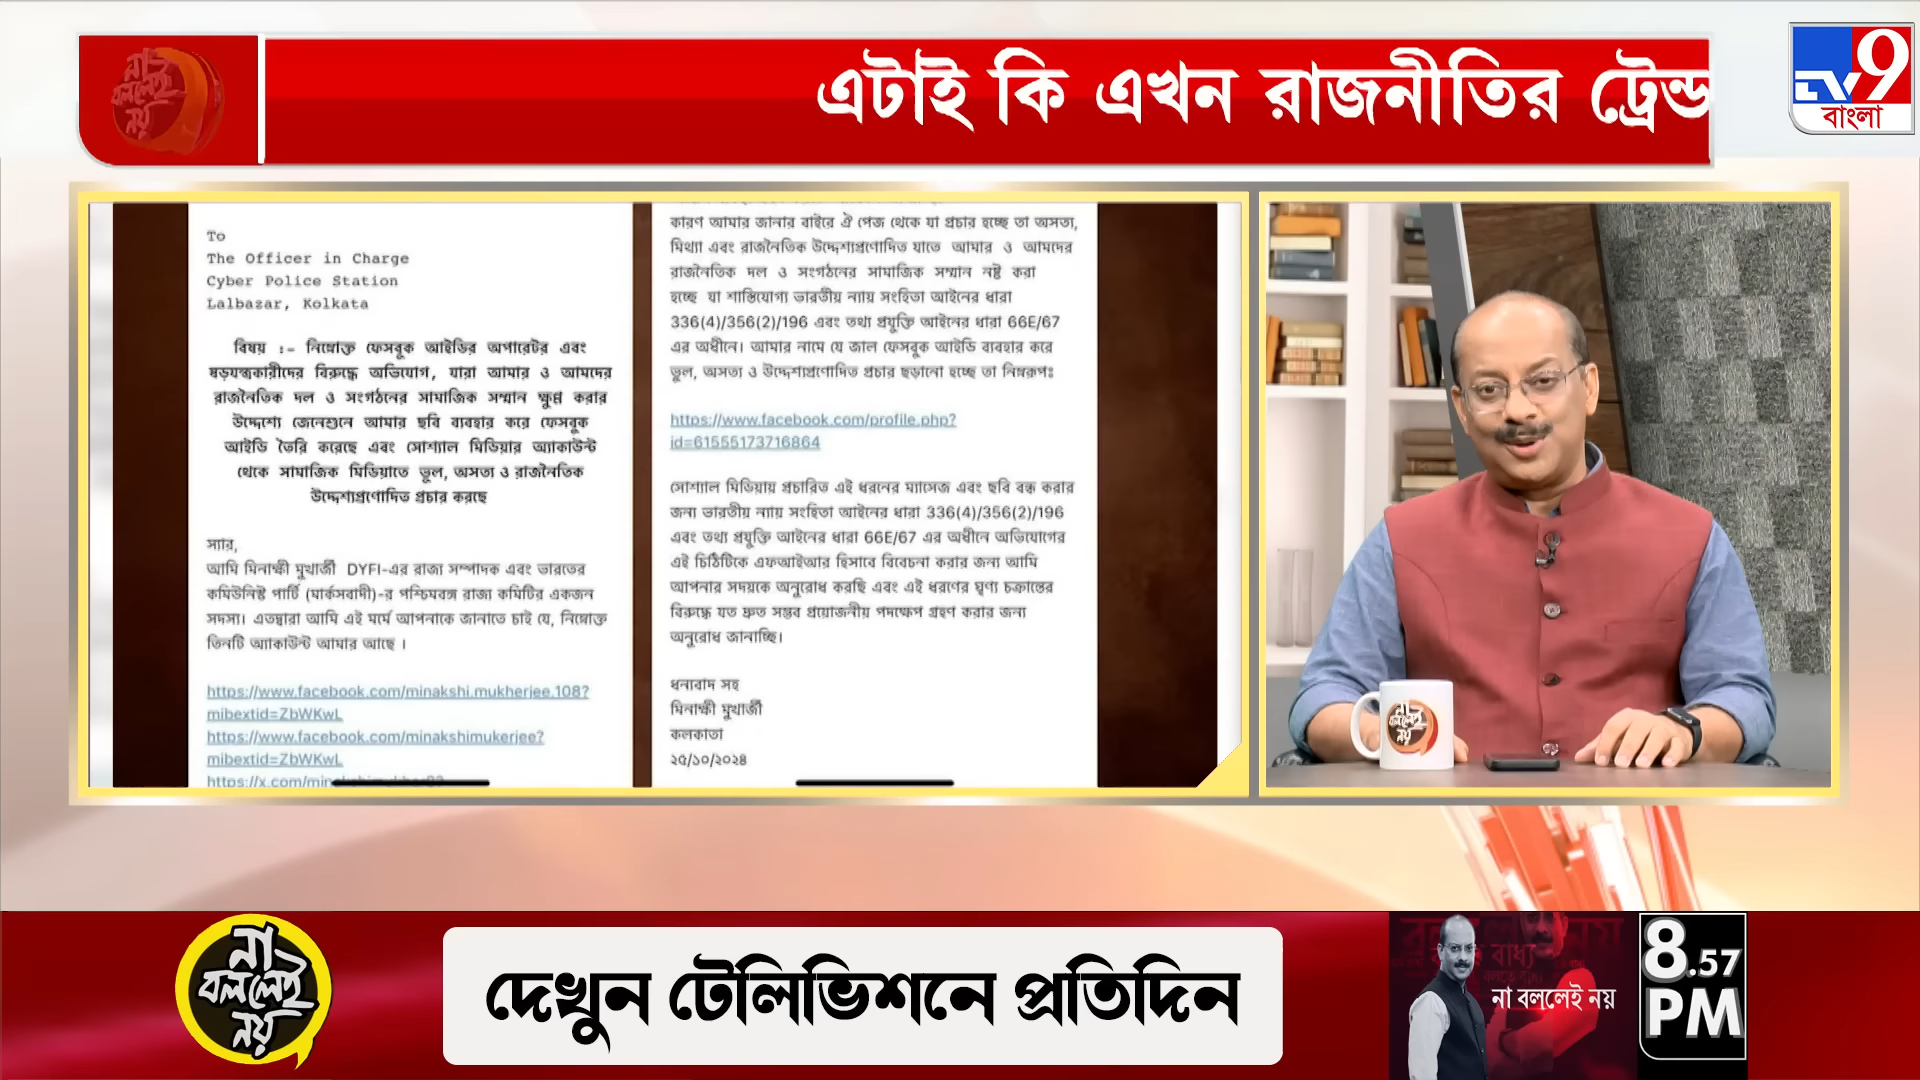 না
বললেই
নয়
এটাই কি এখন রাজনীতির ট্রেন্ড
TV9
বাংলা
To
The Officer in Charge
Cyber Police Station
Lalbazar, Kolkata
বিষয় :- নিম্নোক্ত ফেসবুক আইডির অপারেটর এবং
ষড়যন্ত্রকারীদের বিরুদ্ধে অভিযোগ, যারা আমার ও আমদের
রাজনৈতিক দল ও সংগঠনের সামাজিক সম্মান ক্ষুণ্ণ করার
উদ্দেশ্যে জেনেশুনে আমার ছবি ব্যবহার করে ফেসবুক
আইডি তৈরি করেছে এবং সোশ্যাল মিডিয়ার অ্যাকাউন্ট
থেকে সামাজিক মিডিয়াতে ভুল, অসত্য ও রাজনৈতিক
উদ্দেশ্যপ্রণোদিত প্রচার করছে
স্যার,
আমি মিনাক্ষী মুখার্জী DYFI-এর রাজ্য সম্পাদক এবং ভারতের
কমিউনিষ্ট পার্টি (মার্কসবাদী)-র পশ্চিমবঙ্গ রাজ্য কমিটির একজন
সদস্য। এতদ্বারা আমি এই মর্মে আপনাকে জানাতে চাই যে, নিম্নোক্ত
তিনটি অ্যাকাউন্ট আমার আছে ।
https://www.facebook.com/minakshi.mukherjee.108?
mibextid=ZbWKwL
https://www.facebook.com/minakshimukerjee?
mibextid=ZbWKwL
কারণ আমার জানার বাইরে ঐ পেজ থেকে যা প্রচার হচ্ছে তা অসত্য,
মিথ্যা এবং রাজনৈতিক উদ্দেশ্যপ্রণোদিত যাতে আমার ও আমদের
রাজনৈতিক দল ও সংগঠনের সামাজিক সম্মান নষ্ট করা
হচ্ছে যা শাস্তিযোগ্য ভারতীয় ন্যায় সংহিতা আইনের ধারা
336(4)/356(2)/196 এবং তথ্য প্রযুক্তি আইনের ধারা 66E/67
এর অধীনে। আমার নামে যে জাল ফেসবুক আইডি ব্যবহার করে
ভুল, অসত্য ও উদ্দেশ্যপ্রণোদিত প্রচার ছড়ানো হচ্ছে তা নিম্নরূপঃ
https://www.facebook.com/profile.php?
id=61555173716864
সোশ্যাল মিডিয়ায় প্রচারিত এই ধরনের ম্যাসেজ এবং ছবি বন্ধ করার
জন্য ভারতীয় ন্যায় সংহিতা আইনের ধারা 336(4)/356(2)/196
এবং তথ্য প্রযুক্তি আইনের ধারা 66E/67 এর অধীনে অভিযোগের
এই চিঠিটিকে এফআইআর হিসাবে বিবেচনা করার জন্য আমি
আপনার সদয়কে অনুরোধ করছি এবং এই ধরণের ঘৃণ্য চক্রান্তের
বিরুদ্ধে যত দ্রুত সম্ভব প্রয়োজনীয় পদক্ষেপ গ্রহণ করার জন্য
অনুরোধ জানাচ্ছি।
ধন্যবাদ সহ
মিনাক্ষী মুখার্জী
কলকাতা
২৫/১০/২০২৪
না
বললেই
নয়
না
বললেই
নয়
দেখুন টেলিভিশনে প্রতিদিন
না বললেই নয়
8.57
PM